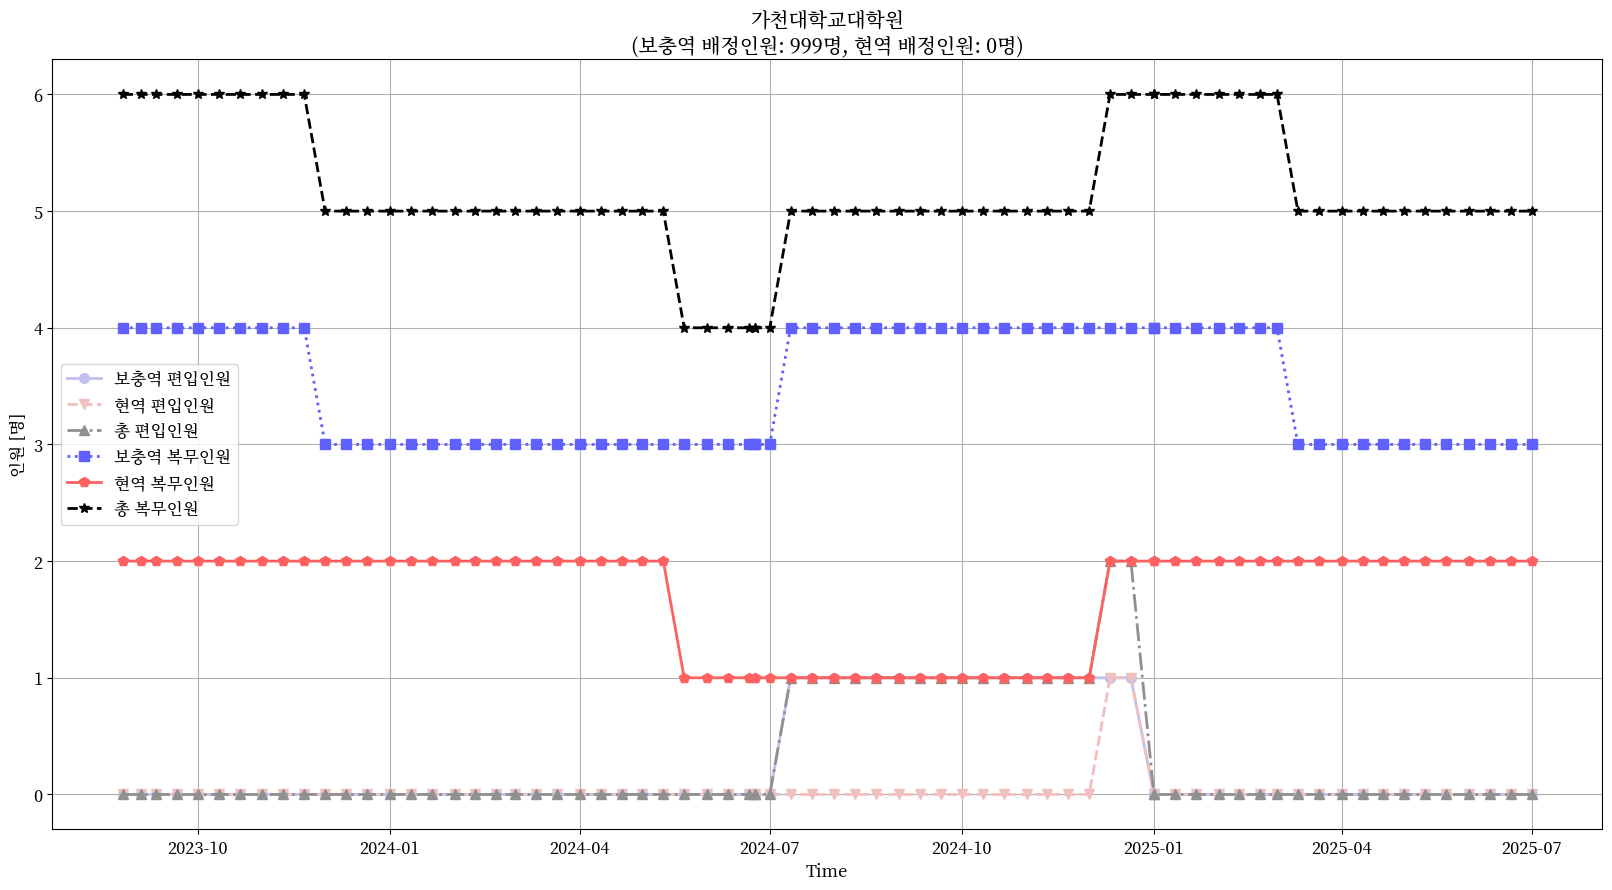 가천대학교대학원
(보충역 배정인원: 999명, 현역 배정인원: 0명)
인원 [명]
6
5
4
3
2
1
0
보충역 편입인원
현역 편입인원
총 편입인원
보충역 복무인원
현역 복무인원
총 복무인원
2023-10
2024-01
2024-04
2024-07
2024-10
2025-01
2025-04
2025-07
Time